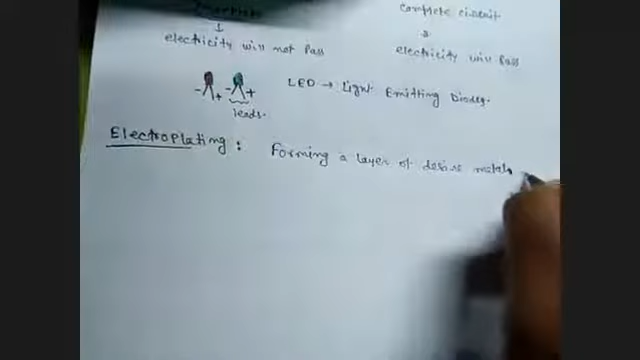 complete circuit
electricity will not Pass
electricity will Pass
- + - + LED → Light Emitting Diodes.
leads.
Electroplating : Forming a layer of desire metals